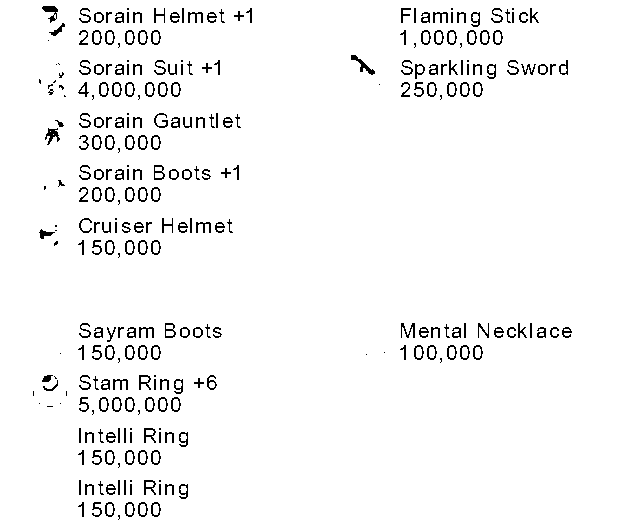 Sorain Helmet +1
200,000
Sorain Suit +1
4,000,000
Sorain Gauntlet
300,000
Sorain Boots +1
200,000
Cruiser Helmet
150,000
Flaming Stick
1,000,000
Sparkling Sword
250,000
Sayram Boots
150,000
Stam Ring +6
5,000,000
Intelli Ring
150,000
Intelli Ring
150,000
Mental Necklace
100,000